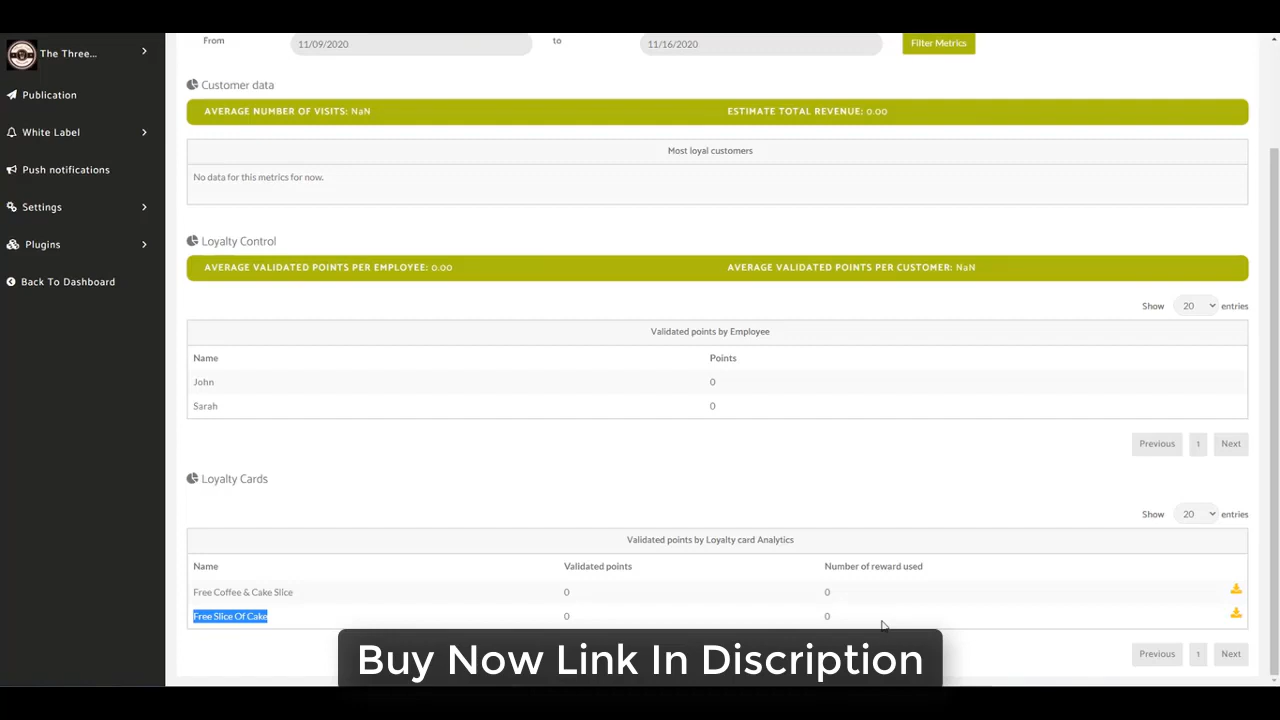 The Three...
Publication
White Label
Push notifications
Settings
Plugins
Back To Dashboard
From 11/09/2020 to 11/16/2020 Filter Metrics
Customer data
AVERAGE NUMBER OF VISITS: NaN ESTIMATE TOTAL REVENUE: 0.00
Most loyal customers
No data for this metrics for now.
Loyalty Control
AVERAGE VALIDATED POINTS PER EMPLOYEE: 0.00 AVERAGE VALIDATED POINTS PER CUSTOMER: NaN
Show 20 entries
Validated points by Employee
Name Points
John 0
Sarah 0
Previous 1 Next
Loyalty Cards
Show 20 entries
Validated points by Loyalty card Analytics
Name Validated points Number of reward used
Free Coffee & Cake Slice 0 0
Free Slice Of Cake 0 0
Previous 1 Next
Buy Now Link In Discription